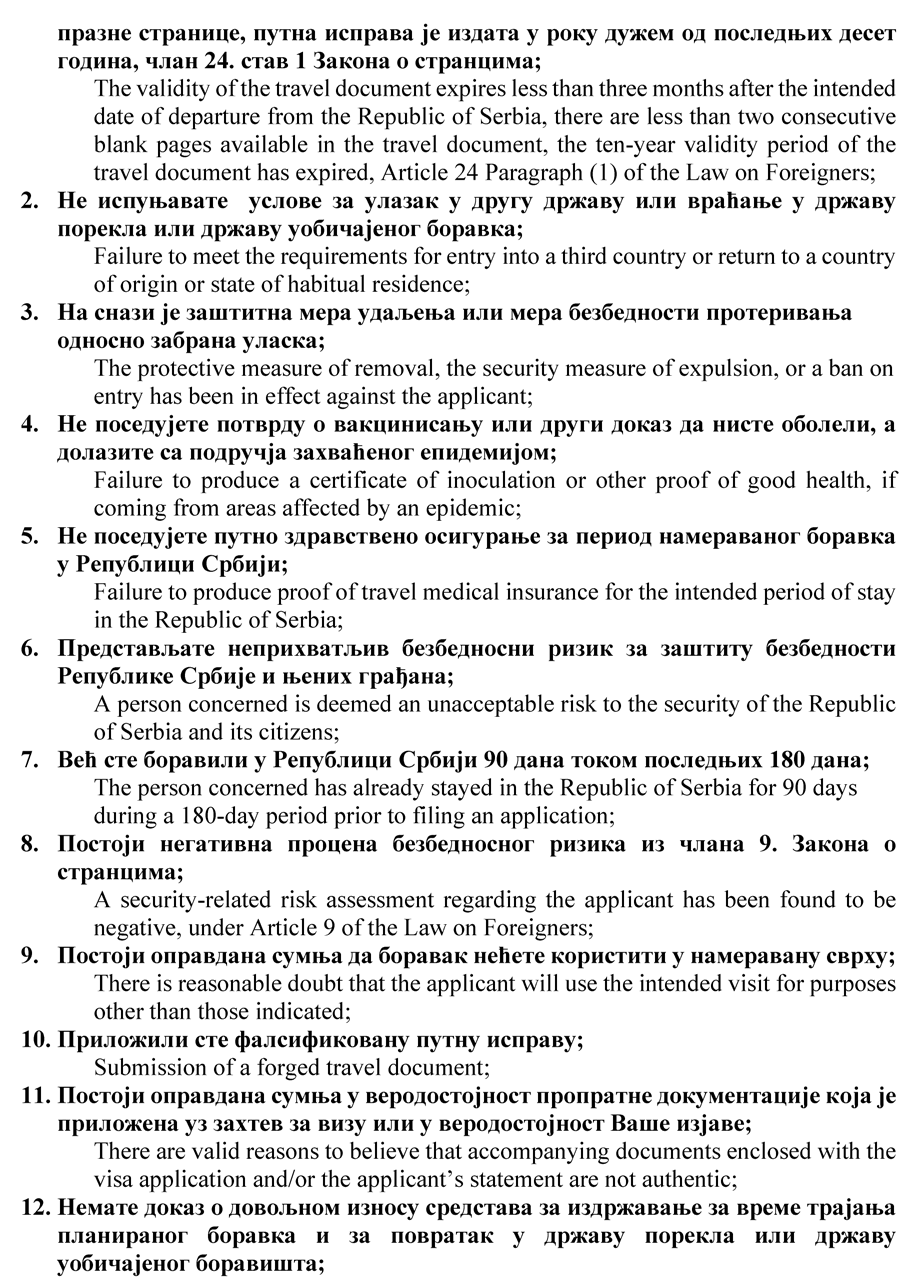 празне странице, путна исправа је издата у року дужем од последњих десет
година, члан 24. став 1 Закона о странцима;
The validity of the travel document expires less than three months after the intended
date of departure from the Republic of Serbia, there are less than two consecutive
blank pages available in the travel document, the ten-year validity period of the
travel document has expired, Article 24 Paragraph (1) of the Law on Foreigners;
2. Не испуњавате услове за улазак у другу државу или враћање у државу
порекла или државу уобичајеног боравка;
Failure to meet the requirements for entry into a third country or return to a country
of origin or state of habitual residence;
3. На снази је заштитна мера удаљења или мера безбедности протеривања
односно забрана уласка;
The protective measure of removal, the security measure of expulsion, or a ban on
entry has been in effect against the applicant;
4. Не поседујете потврду о вакцинисању или други доказ да нисте оболели, а
долазите са подручја захваћеног епидемијом;
Failure to produce a certificate of inoculation or other proof of good health, if
coming from areas affected by an epidemic;
5. Не поседујете путно здравствено осигурање за период намераваног боравка
у Републици Србији;
Failure to produce proof of travel medical insurance for the intended period of stay
in the Republic of Serbia;
6. Представљате неприхватљив безбедносни ризик за заштиту безбедности
Републике Србије и њених грађана;
A person concerned is deemed an unacceptable risk to the security of the Republic
of Serbia and its citizens;
7. Већ сте боравили у Републици Србији 90 дана током последњих 180 дана;
The person concerned has already stayed in the Republic of Serbia for 90 days
during a 180-day period prior to filing an application;
8. Постоји негативна процена безбедносног ризика из члана 9. Закона о
странцима;
A security-related risk assessment regarding the applicant has been found to be
negative, under Article 9 of the Law on Foreigners;
9. Постоји оправдана сумња да боравак нећете користити у намеравану сврху;
There is reasonable doubt that the applicant will use the intended visit for purposes
other than those indicated;
10. Приложили сте фалсификовану путну исправу;
Submission of a forged travel document;
11. Постоји оправдана сумња у веродостојност пропратне документације која је
приложена уз захтев за визу или у веродостојност Ваше изјаве;
There are valid reasons to believe that accompanying documents enclosed with the
visa application and/or the applicant’s statement are not authentic;
12. Немате доказ о довољном износу средстава за издржавање за време трајања
планираног боравка и за повратак у државу порекла или државу
уобичајеног боравишта;